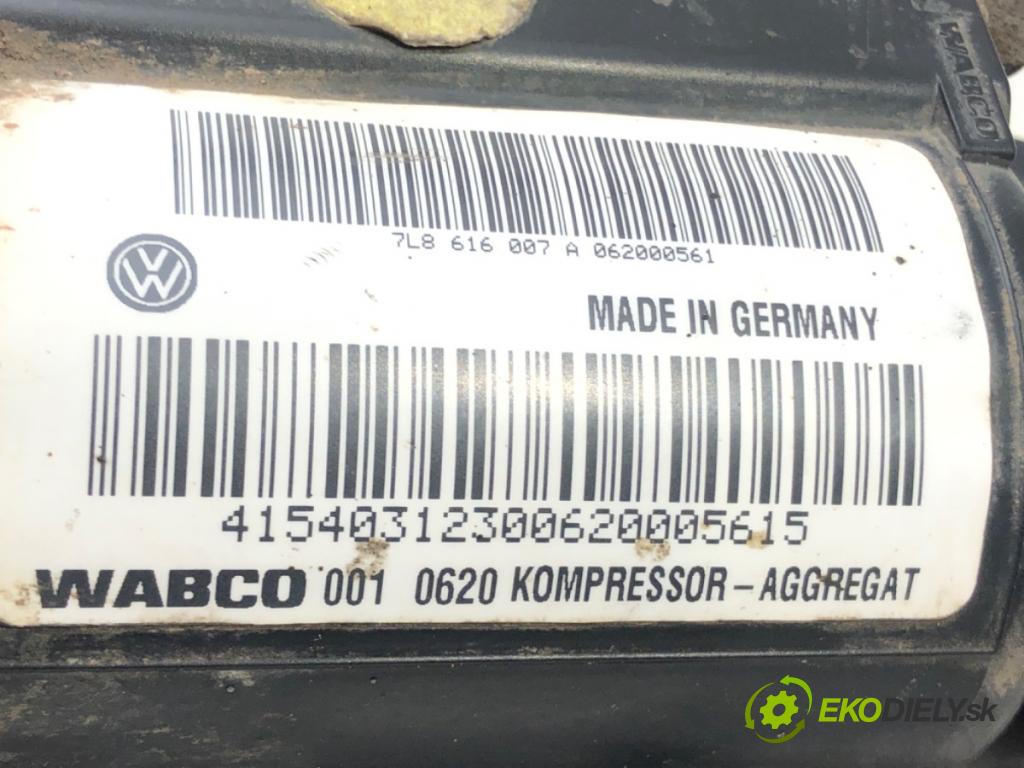 WABCO
7L8 616 007 A 062000561
MADE IN GERMANY
41540312300620005615
WABCO 001 0620 KOMPRESSOR-AGGREGAT
EKODIELY.sk